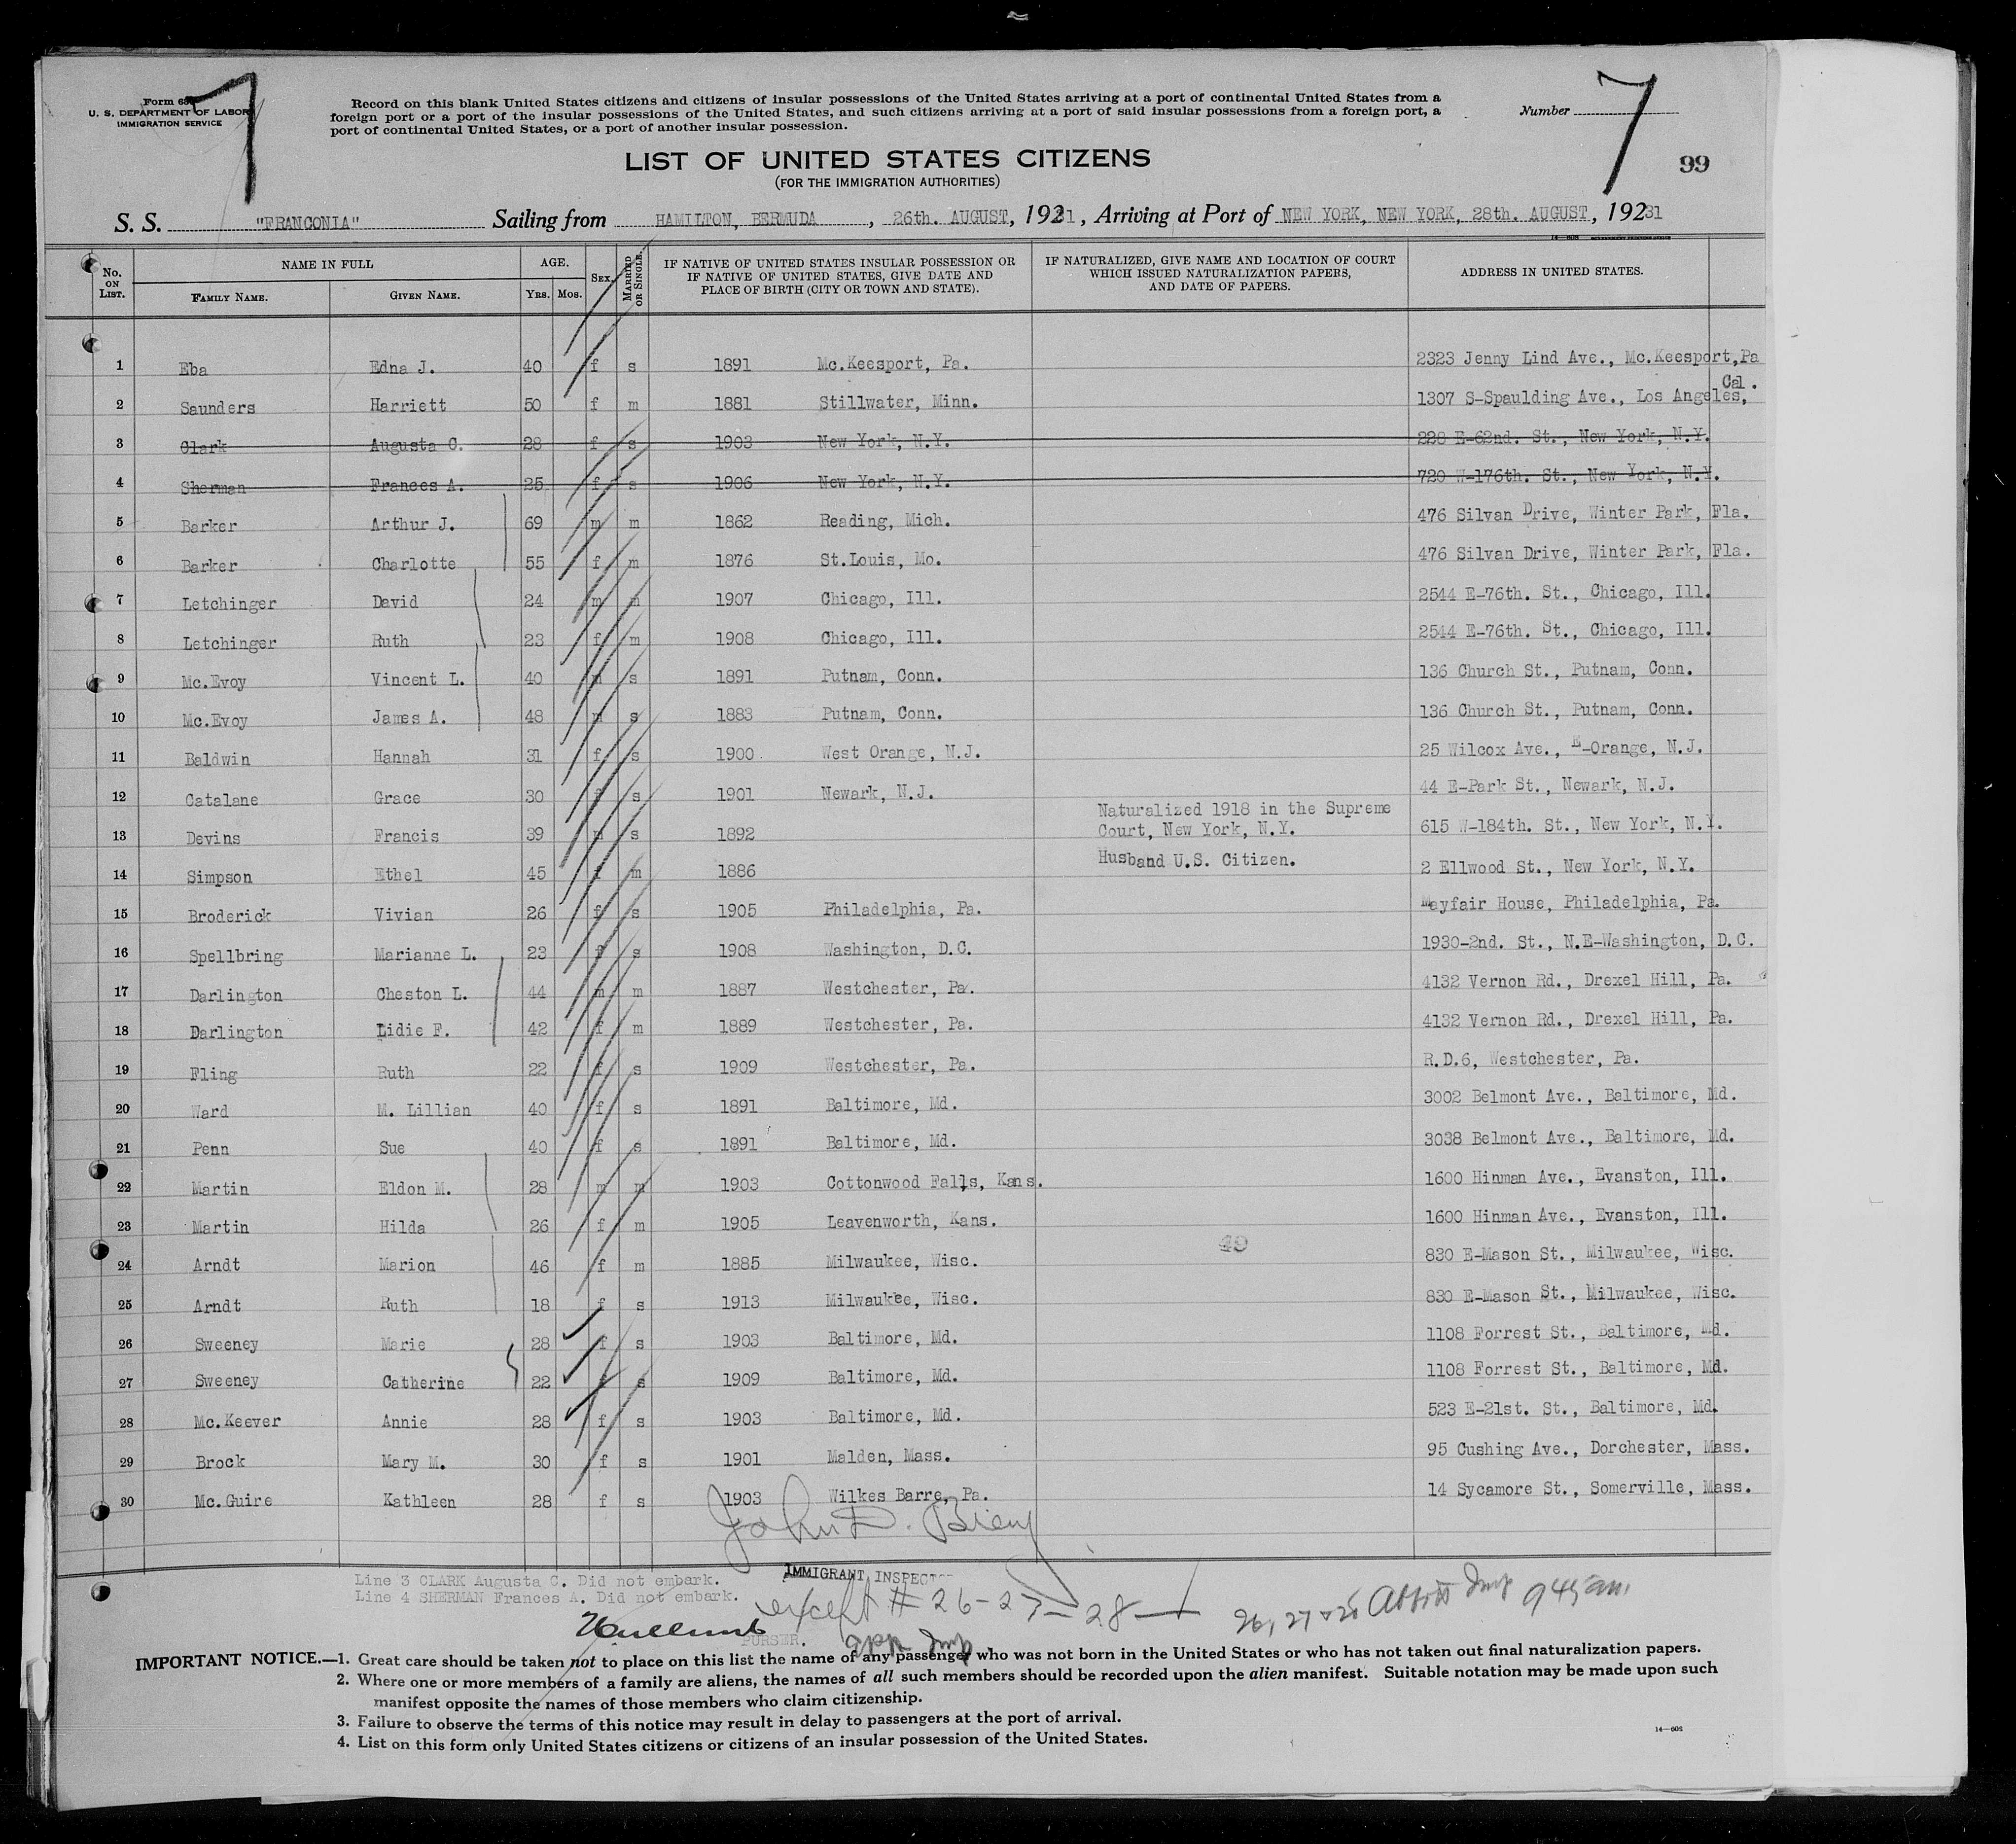 Form 630
U. S. DEPARTMENT OF LABOR
IMMIGRATION SERVICE
7
Record on this blank United States citizens and citizens of insular possessions of the United States arriving at a port of continental United States from a
foreign port or a port of the insular possessions of the United States, and such citizens arriving at a port of said insular possessions from a foreign port, a
port of continental United States, or a port of another insular possession.
Number 7
99
LIST OF UNITED STATES CITIZENS
(FOR THE IMMIGRATION AUTHORITIES)
S. S. "FRANCONIA" Sailing from HAMILTON, BERMUDA, 26th. AUGUST, 1931, Arriving at Port of NEW YORK, NEW YORK, 28th. AUGUST, 19231
14—608 GOVERNMENT PRINTING OFFICE
No. ON LIST. NAME IN FULL FAMILY NAME. GIVEN NAME. AGE. YRS. MOS. SEX. MARRIED OR SINGLE. IF NATIVE OF UNITED STATES INSULAR POSSESSION OR IF NATIVE OF UNITED STATES, GIVE DATE AND PLACE OF BIRTH (CITY OR TOWN AND STATE). IF NATURALIZED, GIVE NAME AND LOCATION OF COURT WHICH ISSUED NATURALIZATION PAPERS, AND DATE OF PAPERS. ADDRESS IN UNITED STATES.
1 Eba Edna J. 40 f s 1891 Mc.Keesport, Pa. 2323 Jenny Lind Ave., Mc.Keesport,Pa
2 Saunders Harriett 50 f m 1881 Stillwater, Minn. 1307 S-Spaulding Ave., Los Angeles, Cal.
3 Clark Augusta C. 28 f s 1903 New York, N.Y. 228 E-62nd. St., New York, N.Y.
4 Sherman Frances A. 25 f s 1906 New York, N.Y. 720 W-176th. St., New York, N.Y.
5 Barker Arthur J. 69 m m 1862 Reading, Mich. 476 Silvan Drive, Winter Park, Fla.
6 Barker Charlotte 55 f m 1876 St.Louis, Mo. 476 Silvan Drive, Winter Park, Fla.
7 Letchinger David 24 m m 1907 Chicago, Ill. 2544 E-76th. St., Chicago, Ill.
8 Letchinger Ruth 23 f m 1908 Chicago, Ill. 2544 E-76th. St., Chicago, Ill.
9 Mc.Evoy Vincent L. 40 m s 1891 Putnam, Conn. 136 Church St., Putnam, Conn.
10 Mc.Evoy James A. 48 m s 1883 Putnam, Conn. 136 Church St., Putnam, Conn.
11 Baldwin Hannah 31 f s 1900 West Orange, N.J. 25 Wilcox Ave., E-Orange, N.J.
12 Catalane Grace 30 f s 1901 Newark, N.J. 44 E-Park St., Newark, N.J.
13 Devins Francis 39 m s 1892 Naturalized 1918 in the Supreme Court, New York, N.Y. 615 W-184th. St., New York, N.Y.
14 Simpson Ethel 45 f m 1886 Husband U.S. Citizen. 2 Ellwood St., New York, N.Y.
15 Broderick Vivian 26 f s 1905 Philadelphia, Pa. Mayfair House, Philadelphia, Pa.
16 Spellbring Marianne L. 23 f s 1908 Washington, D.C. 1930-2nd. St., N.E-Washington, D.C.
17 Darlington Cheston L. 44 m m 1887 Westchester, Pa. 4132 Vernon Rd., Drexel Hill, Pa.
18 Darlington Lidie F. 42 f m 1889 Westchester, Pa. 4132 Vernon Rd., Drexel Hill, Pa.
19 Fling Ruth 22 f s 1909 Westchester, Pa. R.D.6, Westchester, Pa.
20 Ward M. Lillian 40 f s 1891 Baltimore, Md. 3002 Belmont Ave., Baltimore, Md.
21 Penn Sue 40 f s 1891 Baltimore, Md. 3038 Belmont Ave., Baltimore, Md.
22 Martin Eldon M. 28 m m 1903 Cottonwood Falls, Kans. 1600 Hinman Ave., Evanston, Ill.
23 Martin Hilda 26 f m 1905 Leavenworth, Kans. 1600 Hinman Ave., Evanston, Ill.
49
24 Arndt Marion 46 f m 1885 Milwaukee, Wisc. 830 E-Mason St., Milwaukee, Wisc.
25 Arndt Ruth 18 f s 1913 Milwaukee, Wisc. 830 E-Mason St., Milwaukee, Wisc.
26 Sweeney Marie 28 f s 1903 Baltimore, Md. 1108 Forrest St., Baltimore, Md.
27 Sweeney Catherine 22 f s 1909 Baltimore, Md. 1108 Forrest St., Baltimore, Md.
28 Mc.Keever Annie 28 f s 1903 Baltimore, Md. 523 E-21st. St., Baltimore, Md.
29 Brock Mary M. 30 f s 1901 Malden, Mass. 95 Cushing Ave., Dorchester, Mass.
30 Mc.Guire Kathleen 28 f s 1903 Wilkes Barre, Pa. 14 Sycamore St., Somerville, Mass.
John D.
IMMIGRANT INSPECTOR
Line 3 CLARK Augusta C. Did not embark.
Line 4 SHERMAN Frances A. Did not embark.
except # 26-27-28
26, 27 & 28 Insp 945 am.
PURSER.
IMPORTANT NOTICE.—1. Great care should be taken not to place on this list the name of any passenger who was not born in the United States or who has not taken out final naturalization papers.
2. Where one or more members of a family are aliens, the names of all such members should be recorded upon the alien manifest. Suitable notation may be made upon such
manifest opposite the names of those members who claim citizenship.
3. Failure to observe the terms of this notice may result in delay to passengers at the port of arrival.
4. List on this form only United States citizens or citizens of an insular possession of the United States.
14—608